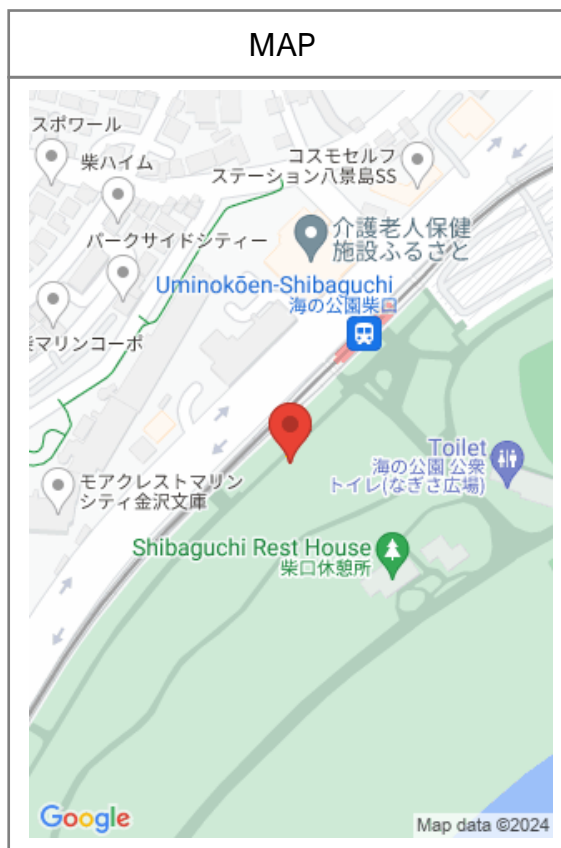 MAP
スポワール
柴ハイム
コスモセルフ
ステーション八景島SS
パークサイドシティー
介護老人保健
施設ふるさと
Uminokōen-Shibaguchi
海の公園柴口
マリンコーポ
Toilet
海の公園 公衆
トイレ(なぎさ広場)
モアクレストマリン
シティ金沢文庫
Shibaguchi Rest House
柴口休憩所
Google
Map data ©2024